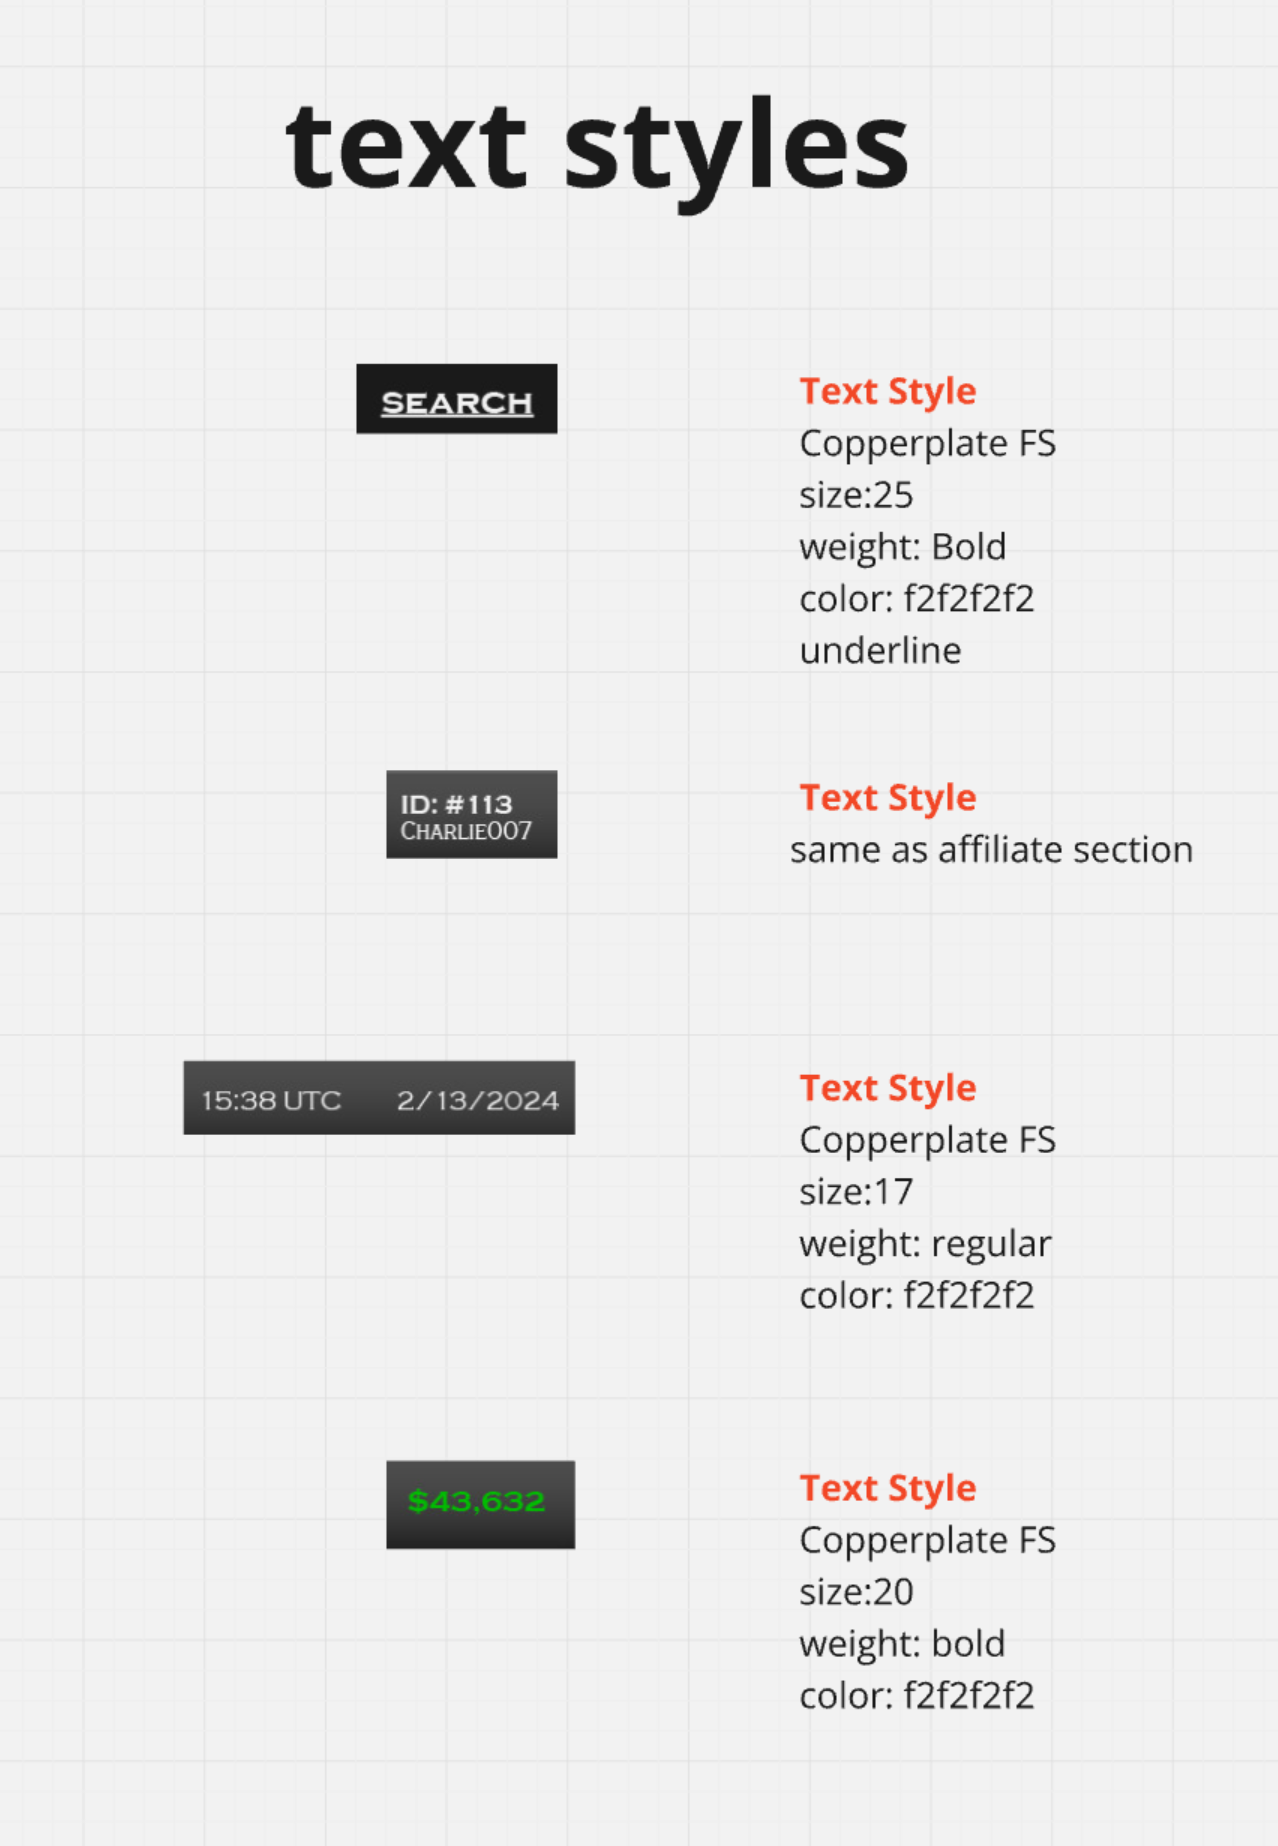 text styles
SEARCH
Text Style
Copperplate FS
size:25
weight: Bold
color: f2f2f2f2
underline
ID: #113
Charlie007
Text Style
same as affiliate section
15:38 UTC 2/13/2024
Text Style
Copperplate FS
size:17
weight: regular
color: f2f2f2f2
$43,632
Text Style
Copperplate FS
size:20
weight: bold
color: f2f2f2f2